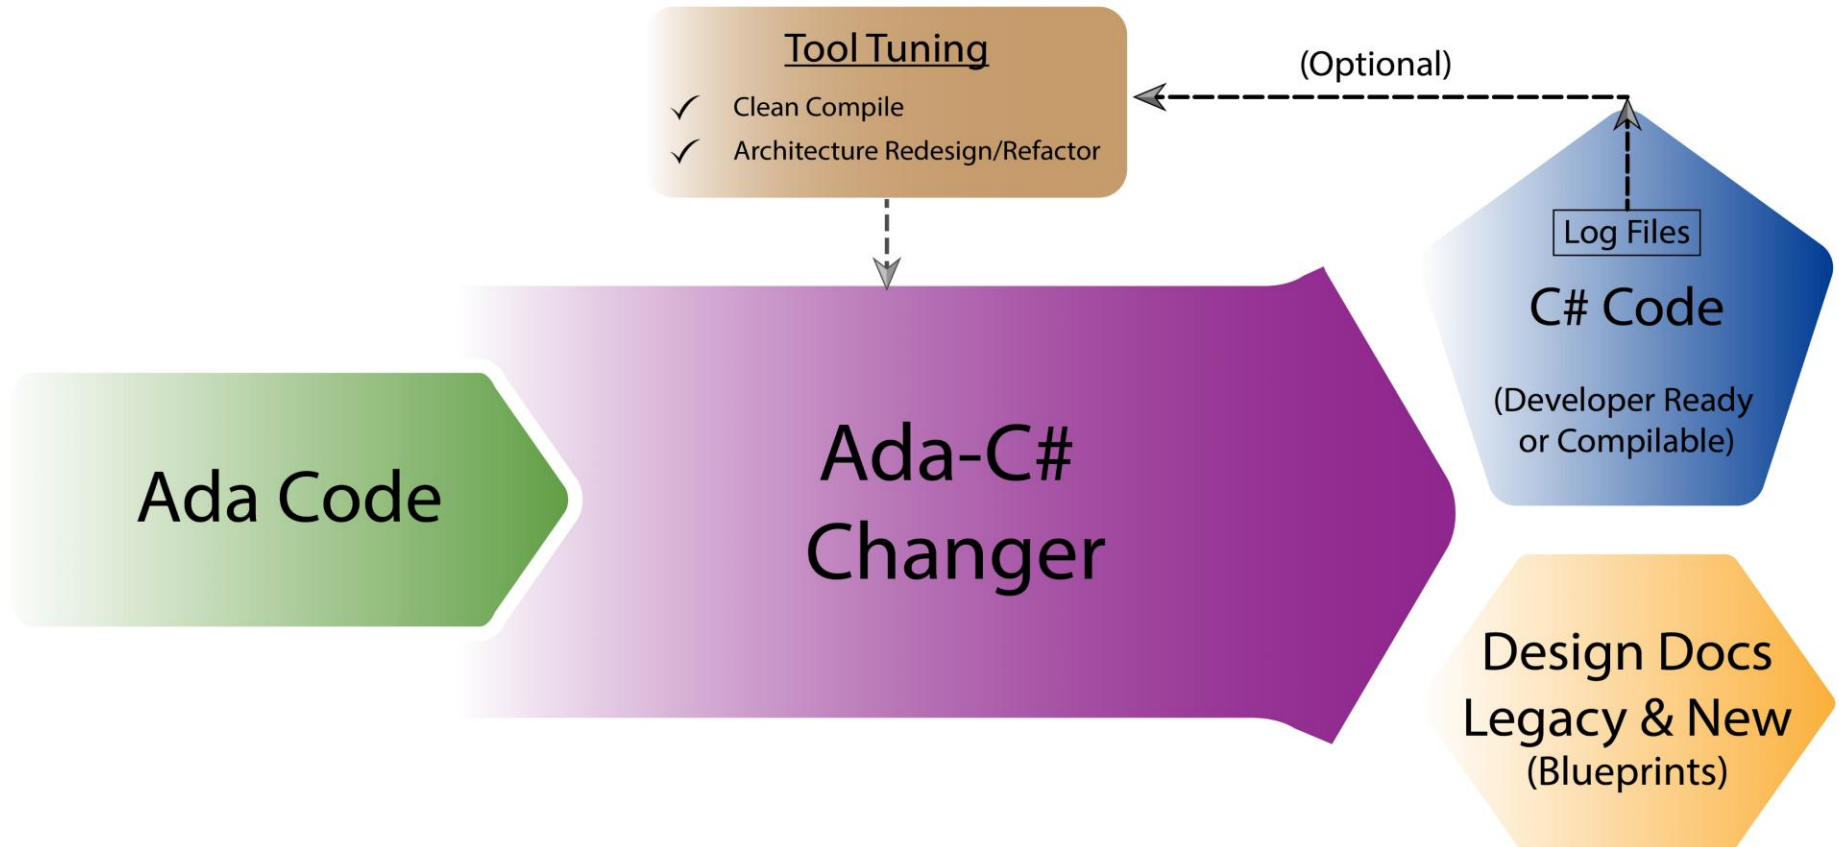 Tool Tuning
Clean Compile
Architecture Redesign/Refactor
(Optional)
Log Files
C# Code
(Developer Ready
or Compilable)
Ada Code
Ada-C#
Changer
Design Docs
Legacy & New
(Blueprints)